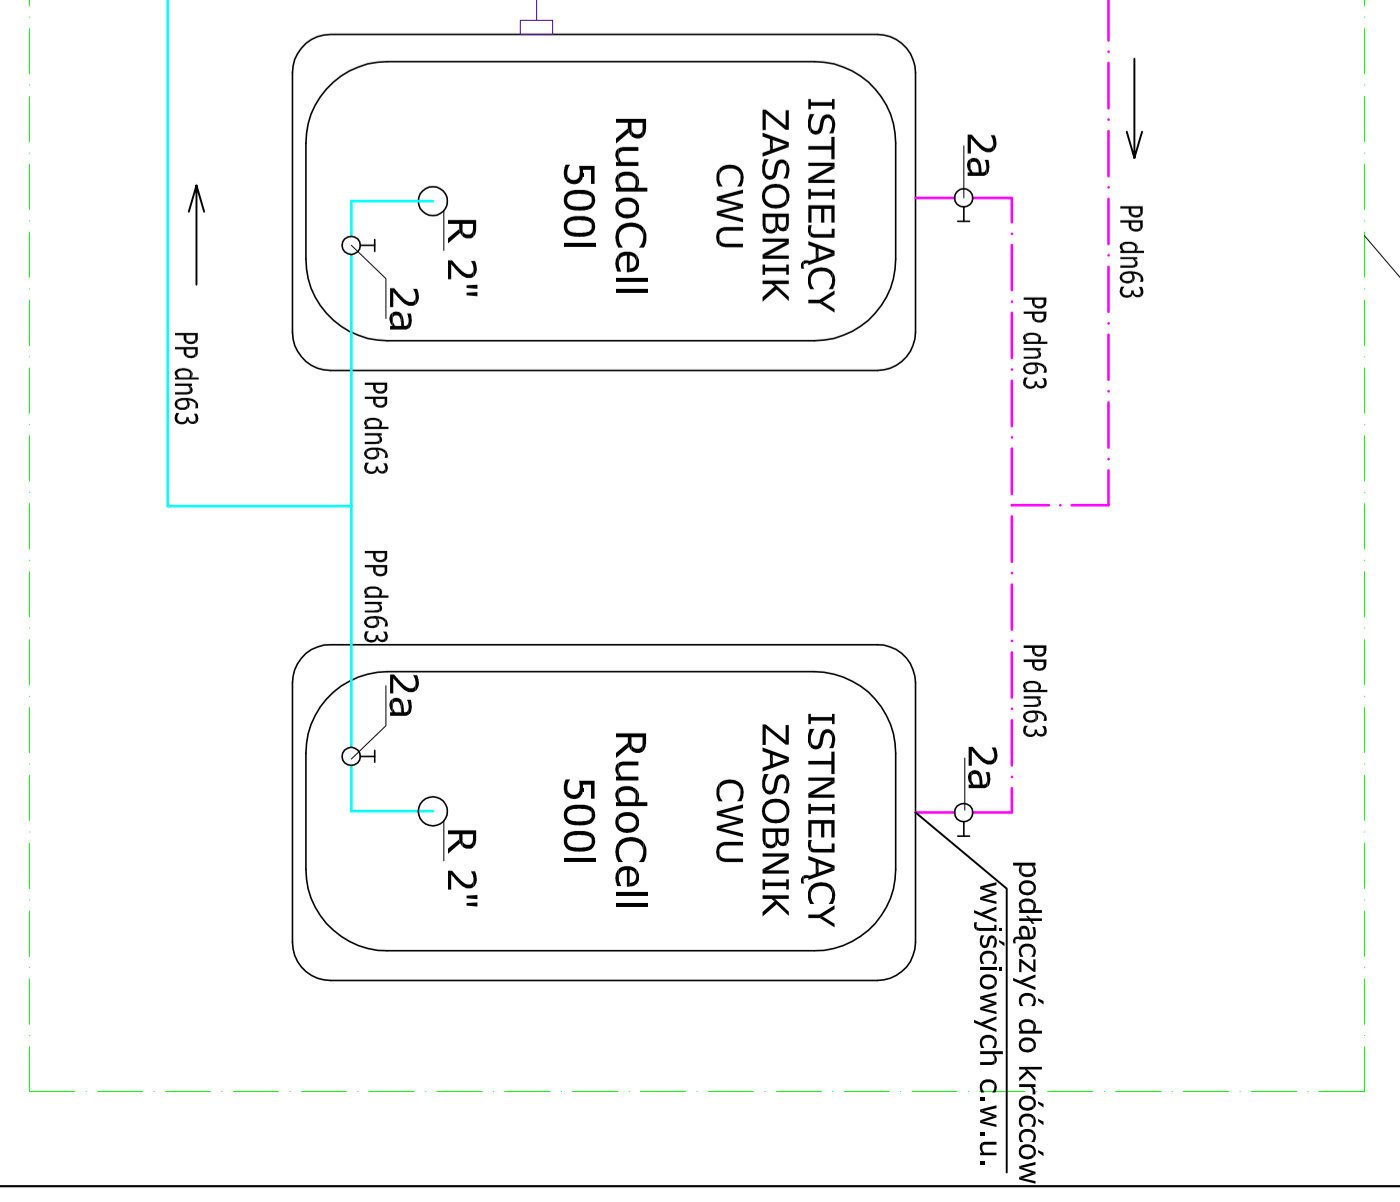 ISTNIEJĄCY
ZASOBNIK
CWU
RudoCell
500l
R 2"
2a
2a
PP dn63
PP dn63
PP dn63
PP dn63
PP dn63
PP dn63
ISTNIEJĄCY
ZASOBNIK
CWU
RudoCell
500l
R 2"
2a
2a
podłączyć do króćców
wyjściowych c.w.u.